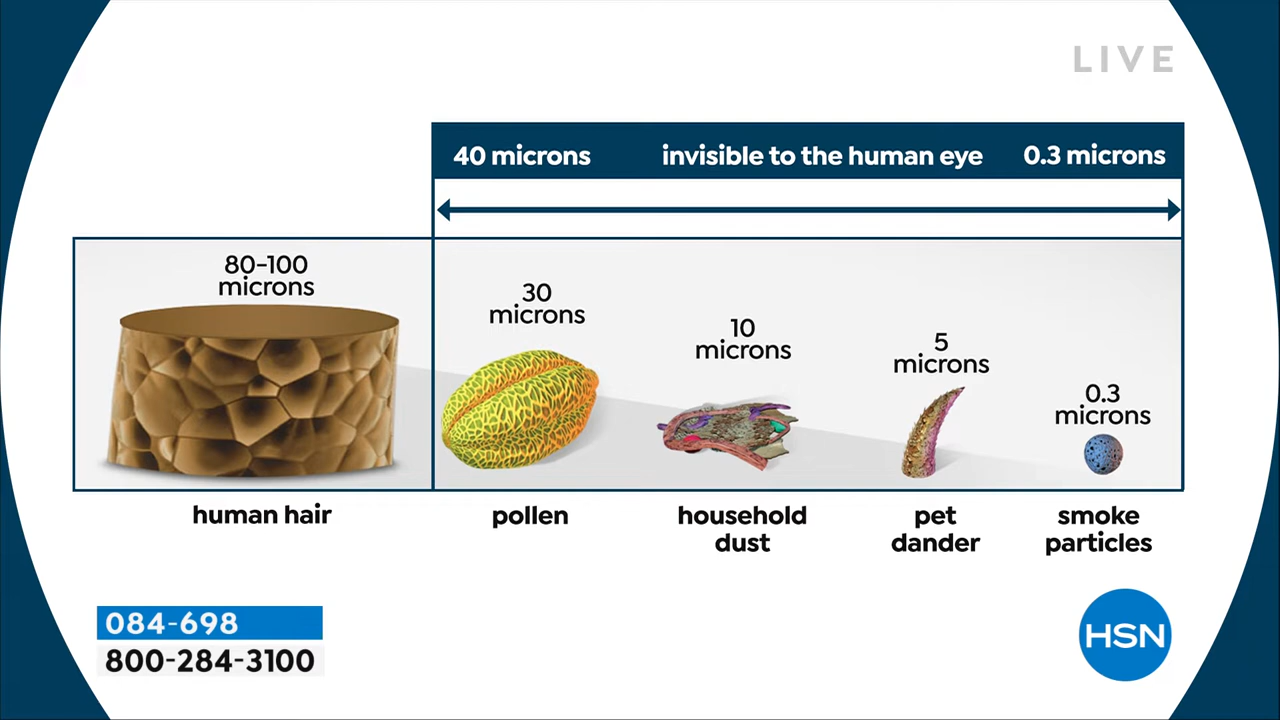 LIVE
40 microns invisible to the human eye 0.3 microns
80-100
microns
30
microns
10
microns
5
microns
0.3
microns
human hair
pollen
household
dust
pet
dander
smoke
particles
084-698
800-284-3100
HSN